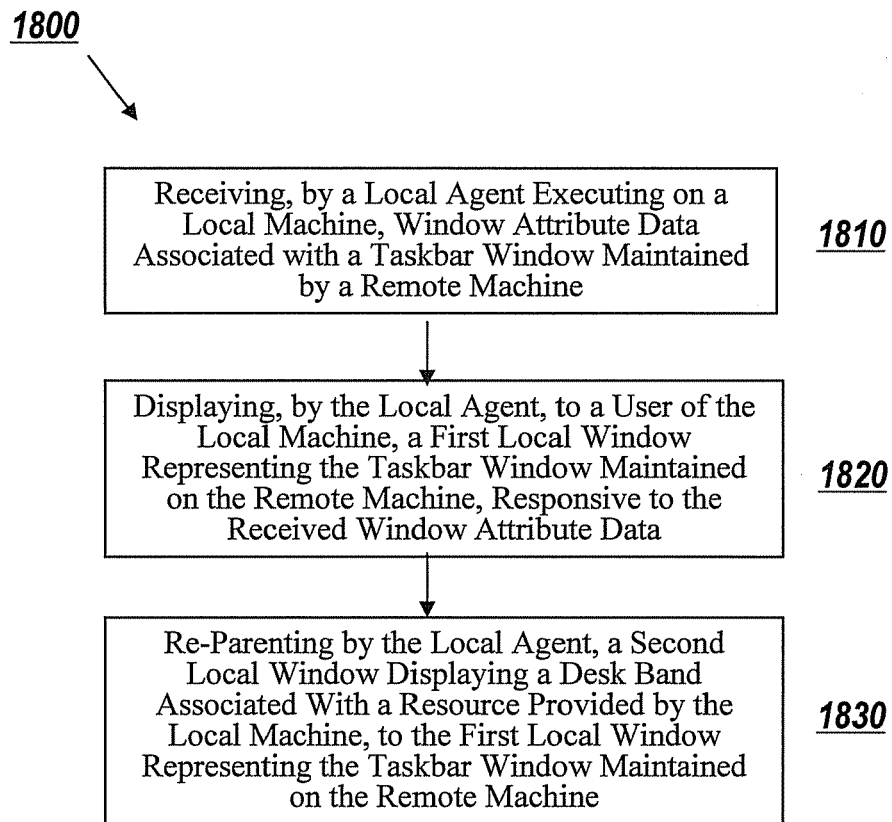 1800
Receiving, by a Local Agent Executing on a
Local Machine, Window Attribute Data
Associated with a Taskbar Window Maintained
by a Remote Machine
1810
Displaying, by the Local Agent, to a User of the
Local Machine, a First Local Window
Representing the Taskbar Window Maintained
on the Remote Machine, Responsive to the
Received Window Attribute Data
1820
Re-Parenting by the Local Agent, a Second
Local Window Displaying a Desk Band
Associated With a Resource Provided by the
Local Machine, to the First Local Window
Representing the Taskbar Window Maintained
on the Remote Machine
1830